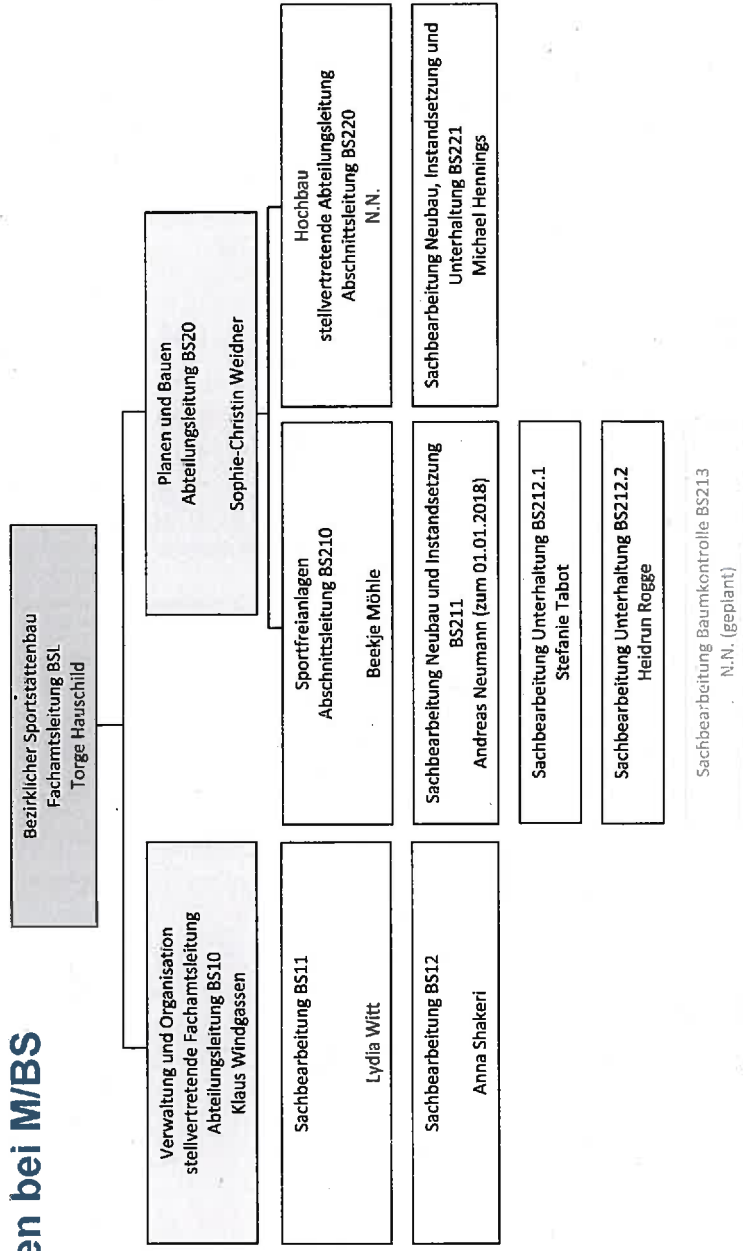 en bei M/BS
Bezirklicher Sportstättenbau
Fachamtsleitung BSL
Torge Hauschild
Verwaltung und Organisation
stellvertretende Fachamtsleitung
Abteilungsleitung BS10
Klaus Windgassen
Planen und Bauen
Abteilungsleitung BS20
Sophie-Christin Weidner
Sachbearbeitung BS11
Lydia Witt
Sachbearbeitung BS12
Anna Shakeri
Sportfreianlagen
Abschnittsleitung BS210
Beekje Möhle
Sachbearbeitung Neubau und Instandsetzung
BS211
Andreas Neumann (zum 01.01.2018)
Sachbearbeitung Unterhaltung BS212.1
Stefanie Tabot
Sachbearbeitung Unterhaltung BS212.2
Heidrun Rogge
Sachbearbeitung Baumkontrolle BS213
N.N. (geplant)
Hochbau
stellvertretende Abteilungsleitung
Abschnittsleitung BS220
N.N.
Sachbearbeitung Neubau, Instandsetzung und
Unterhaltung BS221
Michael Hennings